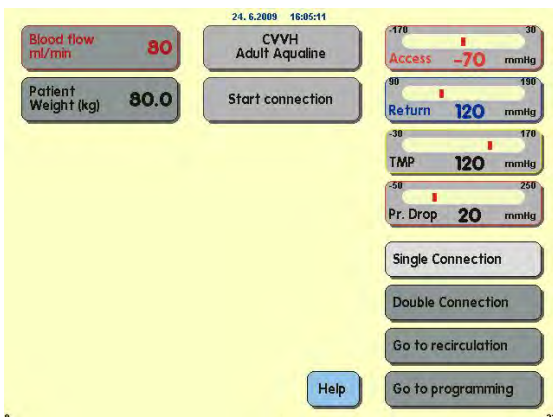 24. 6.2009 16:05:11
Blood flow
ml/min 80
Patient
Weight (kg) 80.0
CVVH
Adult Aqualine
Start connection
-170 30
Access -70 mmHg
90 190
Return 120 mmHg
-30 170
TMP 120 mmHg
-50 250
Pr. Drop 20 mmHg
Single Connection
Double Connection
Go to recirculation
Help
Go to programming